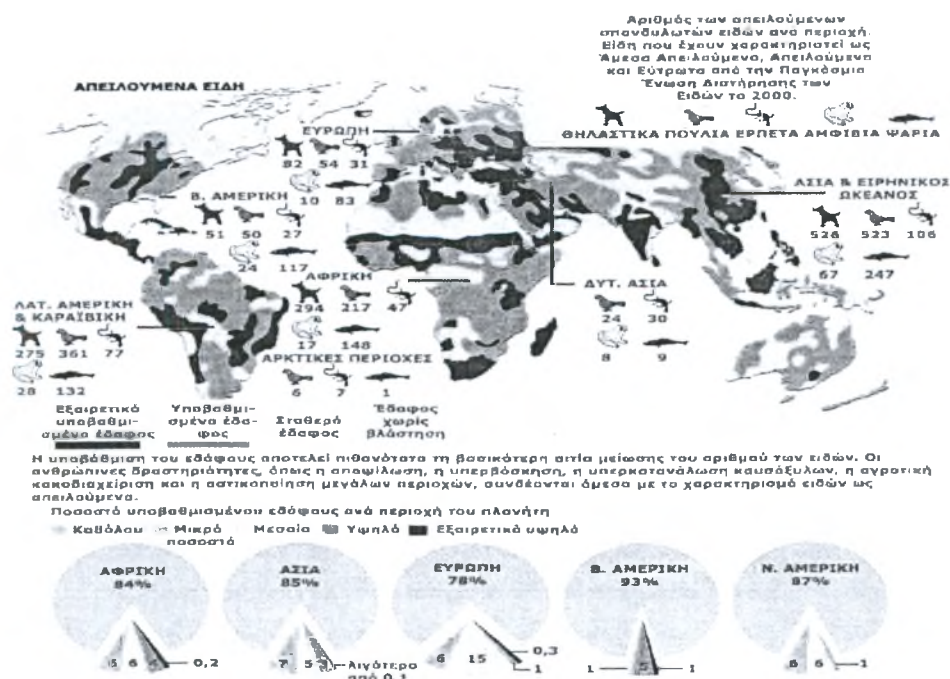 Αριθμός των απειλούμενων
σπονδυλωτών ειδών ανά περιοχή.
Είδη που έχουν χαρακτηριστεί ως
Άμεσα Απειλούμενα, Απειλούμενα
και Εύτρωτα από την Παγκόσμια
Ένωση Διατήρησης των
Ειδών το 2000.
ΘΗΛΑΣΤΙΚΑ ΠΟΥΛΙΑ ΕΡΠΕΤΑ ΑΜΦΙΒΙΑ ΨΑΡΙΑ
ΑΠΕΙΛΟΥΜΕΝΑ ΕΙΔΗ
ΕΥΡΩΠΗ
82 54 31
10 83
Β. ΑΜΕΡΙΚΗ
51 50 27
24 117
ΑΣΙΑ & ΕΙΡΗΝΙΚΟΣ
ΩΚΕΑΝΟΣ
526 523 106
67 247
ΑΦΡΙΚΗ
294 217 47
17 148
ΔΥΤ. ΑΣΙΑ
24 30
8 9
ΛΑΤ. ΑΜΕΡΙΚΗ
& ΚΑΡΑΪΒΙΚΗ
275 361 77
28 132
ΑΡΚΤΙΚΕΣ ΠΕΡΙΟΧΕΣ
6 7 1
Εξαιρετικά
υποβαθμι-
σμένο έδαφος
Υποβαθμι-
σμένο έδα-
φος
Σταθερό
έδαφος
Έδαφος
χωρίς
βλάστηση
Η υποβάθμιση του εδάφους αποτελεί πιθανότατα τη βασικότερη αιτία μείωσης του αριθμού των ειδών. Οι
ανθρώπινες δραστηριότητες, όπως η αποψίλωση, η υπερβόσκηση, η υπερκατανάλωση καυσόξυλων, η αγροτική
κακοδιαχείριση και η αστικοποίηση μεγάλων περιοχών, συνδέονται άμεσα με το χαρακτηρισμό ειδών ως
απειλούμενα.
Ποσοστό υποβαθμισμένου εδάφους ανά περιοχή του πλανήτη
Καθόλου Μικρό Μεσαίο Υψηλό Εξαιρετικά υψηλό
ποσοστό
ΑΦΡΙΚΗ
84%
5 6 4 0,2
ΑΣΙΑ
85%
7 5 3 Λιγότερο
από 0,1
ΕΥΡΩΠΗ
78%
6 15 0,3
1
Β. ΑΜΕΡΙΚΗ
93%
1 5 1
Ν. ΑΜΕΡΙΚΗ
87%
6 6 1